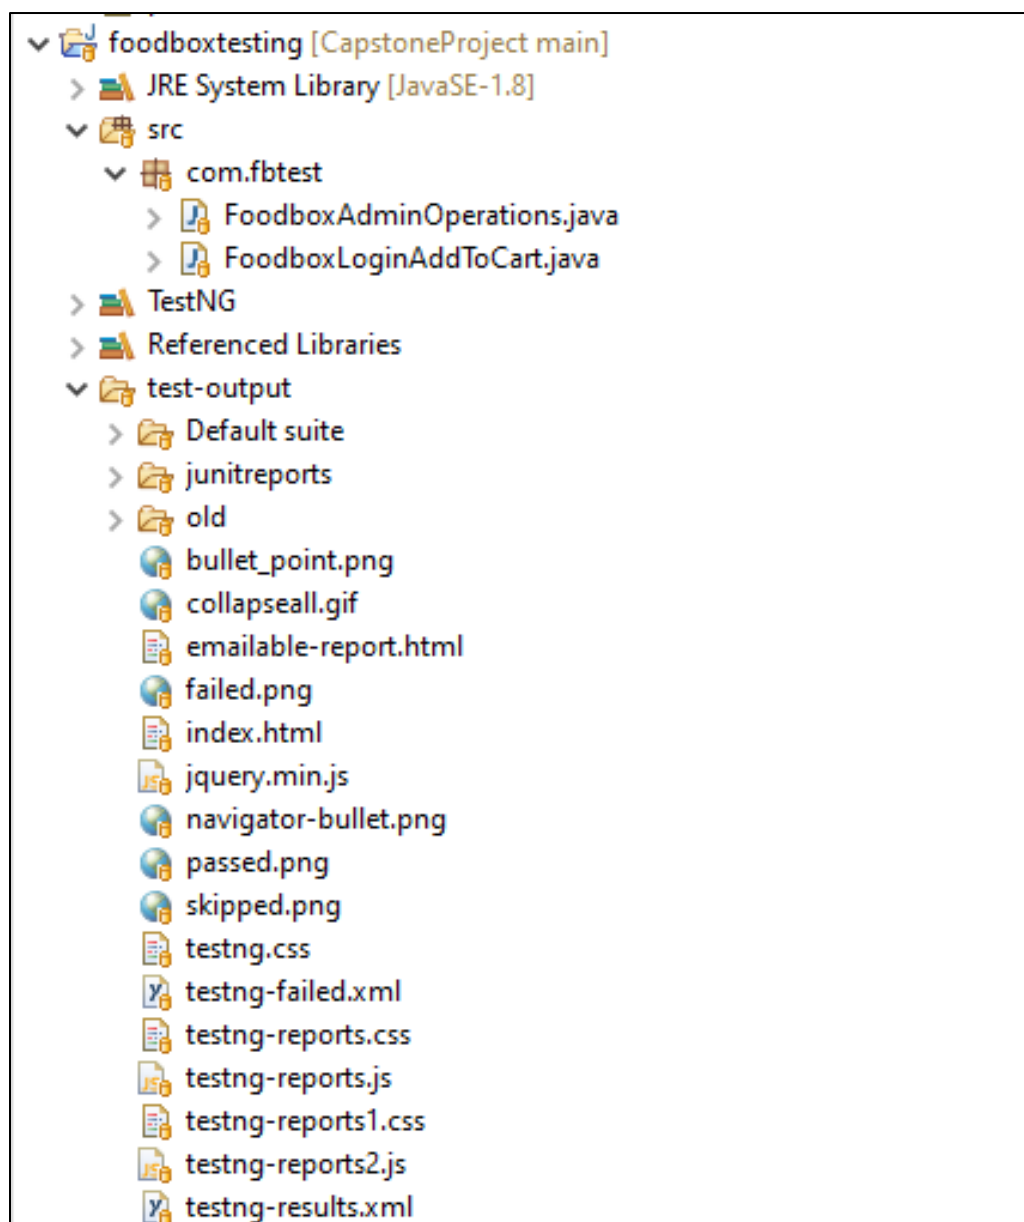 foodboxtesting [CapstoneProject main]
JRE System Library [JavaSE-1.8]
src
com.fbtest
FoodboxAdminOperations.java
FoodboxLoginAddToCart.java
TestNG
Referenced Libraries
test-output
Default suite
junitreports
old
bullet_point.png
collapseall.gif
emailable-report.html
failed.png
index.html
jquery.min.js
navigator-bullet.png
passed.png
skipped.png
testng.css
testng-failed.xml
testng-reports.css
testng-reports.js
testng-reports1.css
testng-reports2.js
testng-results.xml